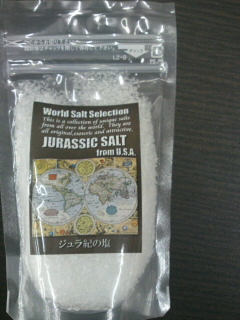 World Salt Selection
This is a collection of unique salts
from all over the world. They are
all original, esoteric and attractive.
JURASSIC SALT
from U.S.A.
ジュラ紀の塩